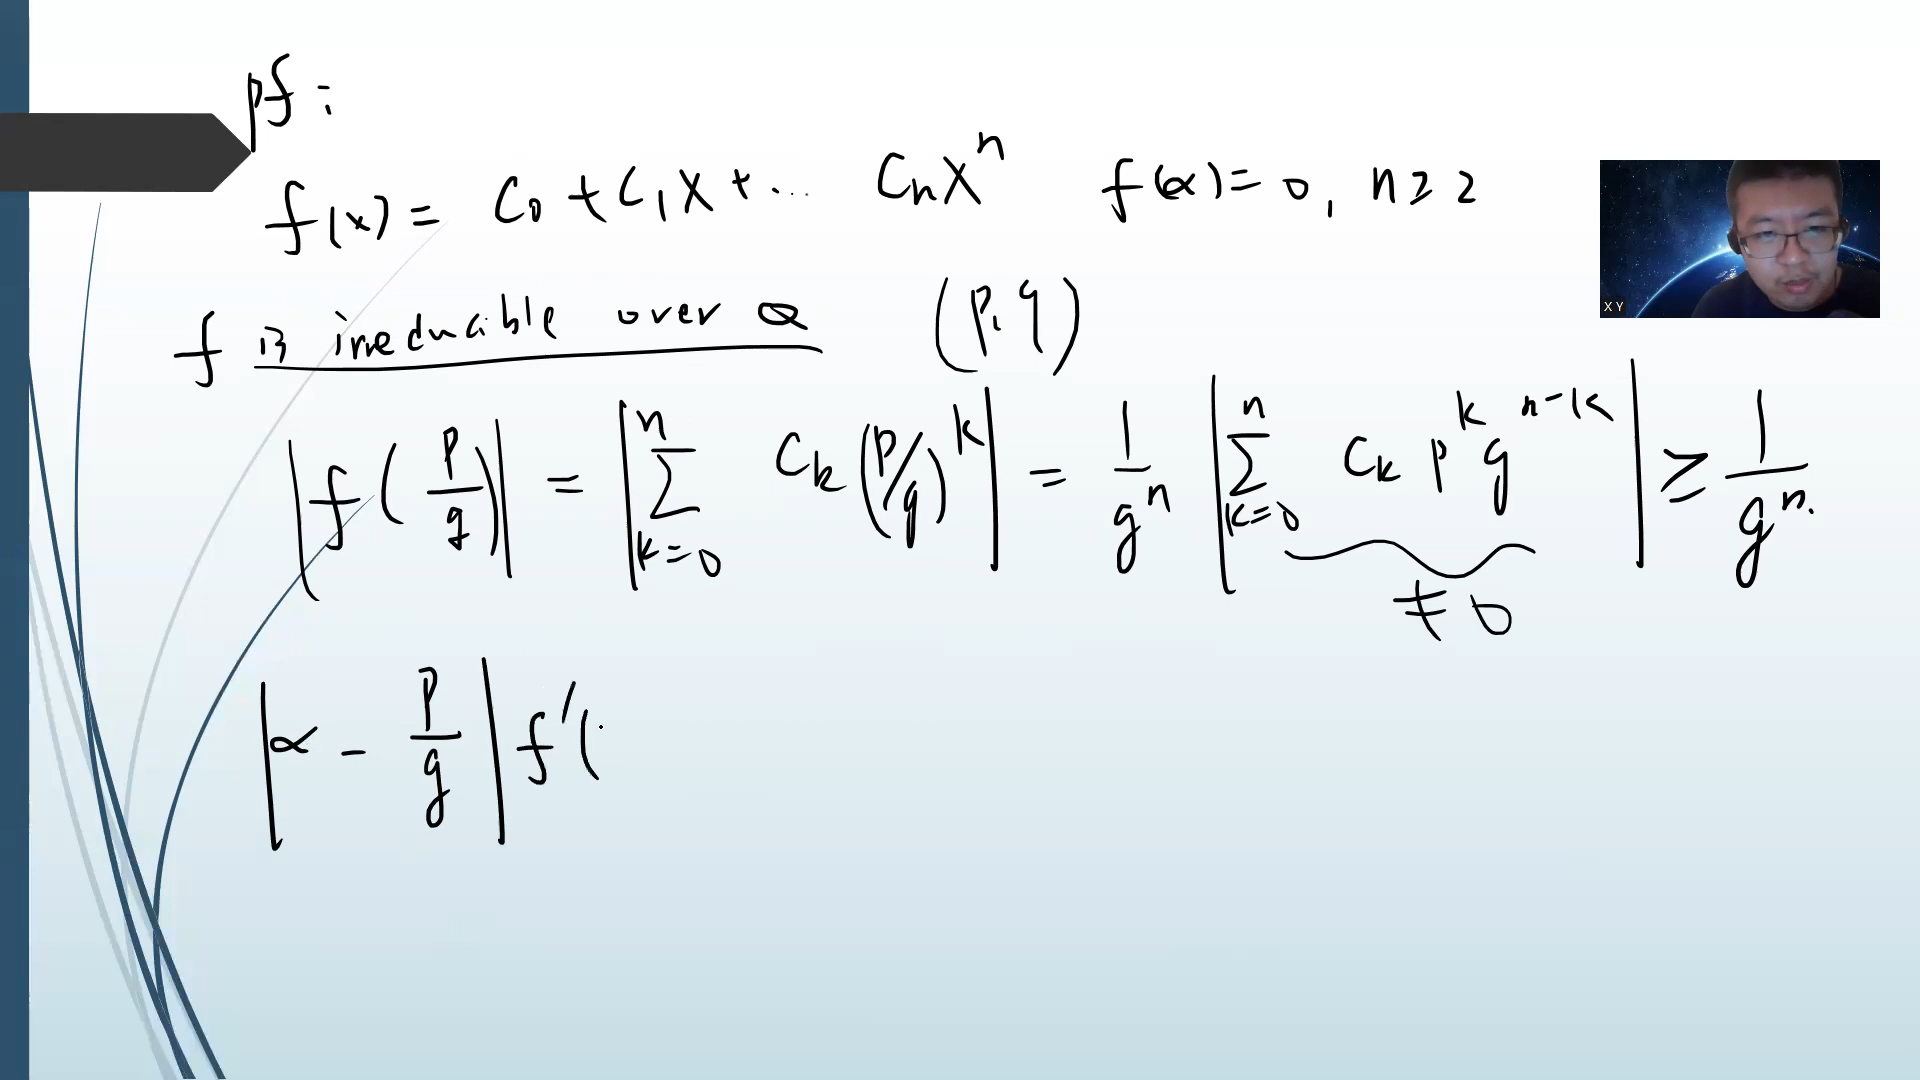 pf:
f(x) = C₀ + C₁X + ... CₙXⁿ f(α) = 0, n ≥ 2
f is irreducible over Q (p, q)
|f(p/q)| = |∑ₖ₌₀ⁿ Cₖ(p/q)ᵏ| = 1/qⁿ |∑ₖ₌₀ⁿ Cₖ pᵏ qⁿ⁻ᵏ| ≥ 1/qⁿ.
≠ 0
|α - p/q| f'(
X Y